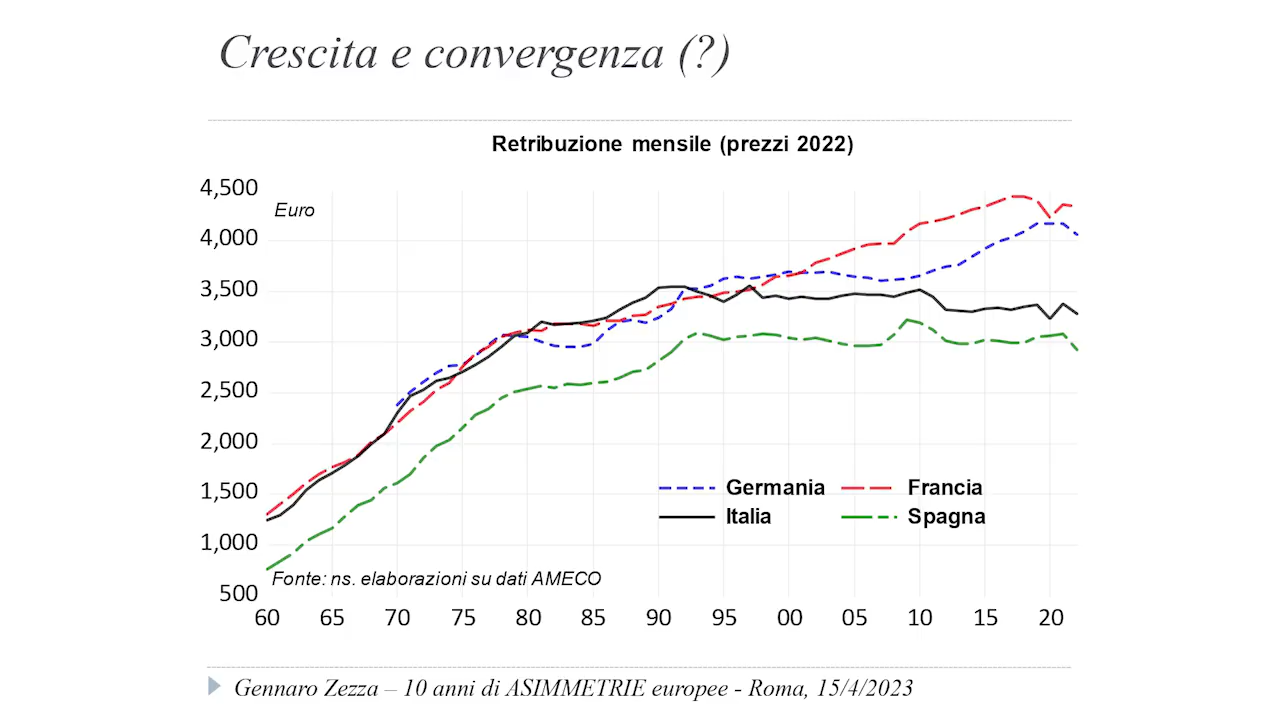 Crescita e convergenza (?)
Retribuzione mensile (prezzi 2022)
4,500
Euro
4,000
3,500
3,000
2,500
2,000
1,500
Germania
Francia
Italia
Spagna
1,000
Fonte: ns. elaborazioni su dati AMECO
500
60 65 70 75 80 85 90 95 00 05 10 15 20
Gennaro Zezza – 10 anni di ASIMMETRIE europee - Roma, 15/4/2023